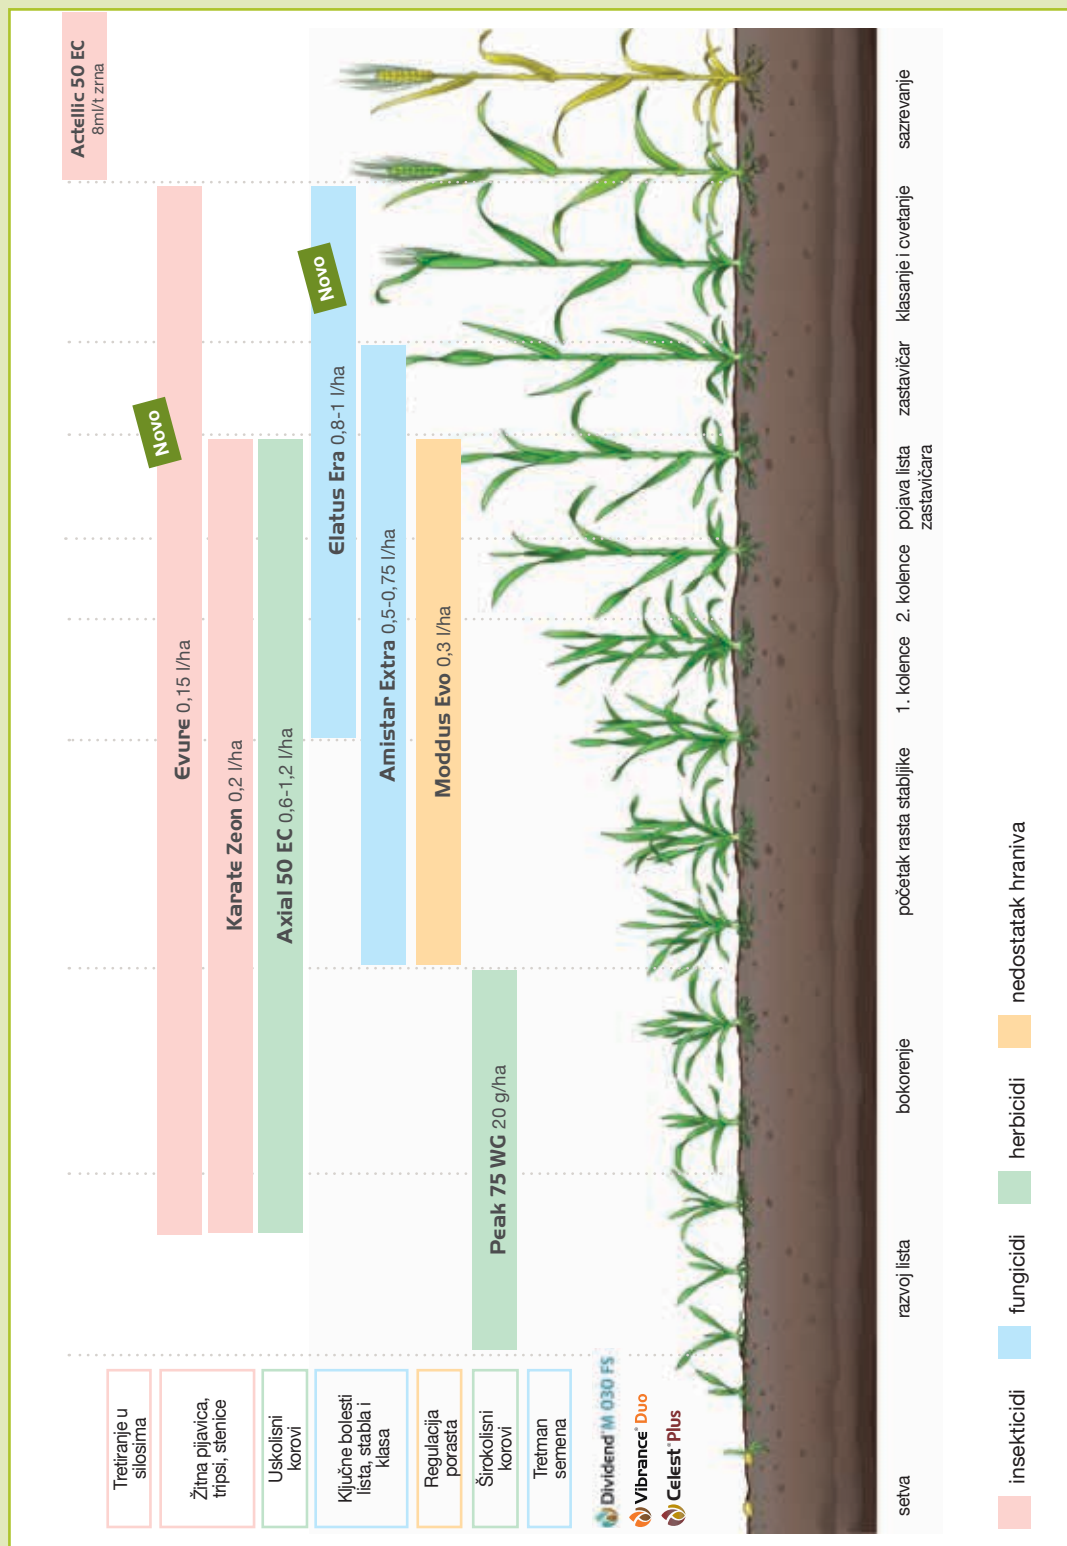 Actellic 50 EC
8ml/t zrna
Novo
Evure 0,15 l/ha
Karate Zeon 0,2 l/ha
Axial 50 EC 0,6-1,2 l/ha
Novo
Elatus Era 0,8-1 l/ha
Amistar Extra 0,5-0,75 l/ha
Moddus Evo 0,3 l/ha
Peak 75 WG 20 g/ha
Tretiranje u
silosima
Žitna pijavica,
tripsi, stenice
Uskolisni
korovi
Ključne bolesti
lista, stabla i
klasa
Regulacija
porasta
Širokolisni
korovi
Tretman
semena
Dividend® M 030 FS
Vibrance® Duo
Celest® Plus
setva
razvoj lista
bokorenje
početak rasta stabljike
1. kolence
2. kolence
pojava lista
zastavičara
zastavičar
klasanje i cvetanje
sazrevanje
insekticidi
fungicidi
herbicidi
nedostatak hraniva